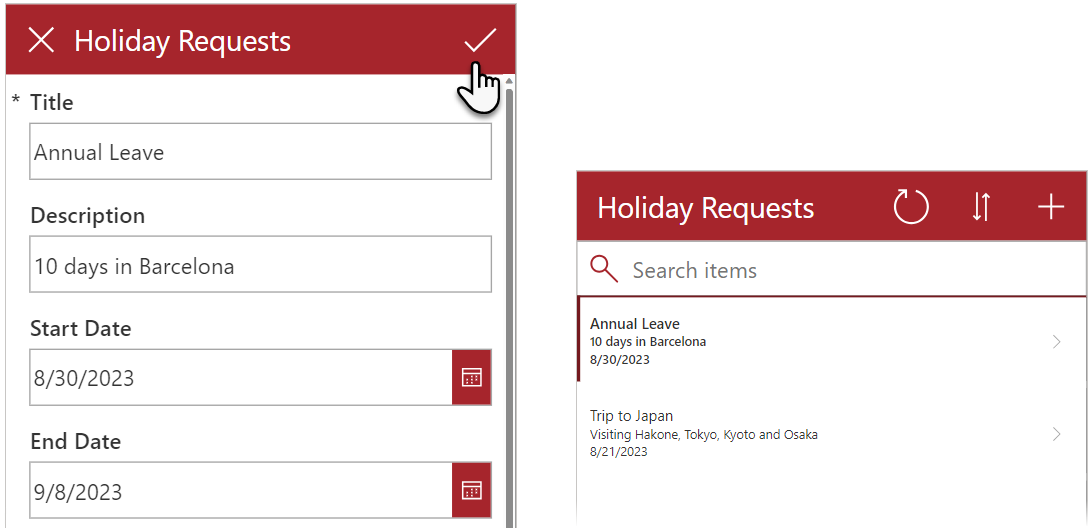 Holiday Requests
* Title
Annual Leave
Description
10 days in Barcelona
Start Date
8/30/2023
End Date
9/8/2023
Holiday Requests
Search items
Annual Leave
10 days in Barcelona
8/30/2023
Trip to Japan
Visiting Hakone, Tokyo, Kyoto and Osaka
8/21/2023